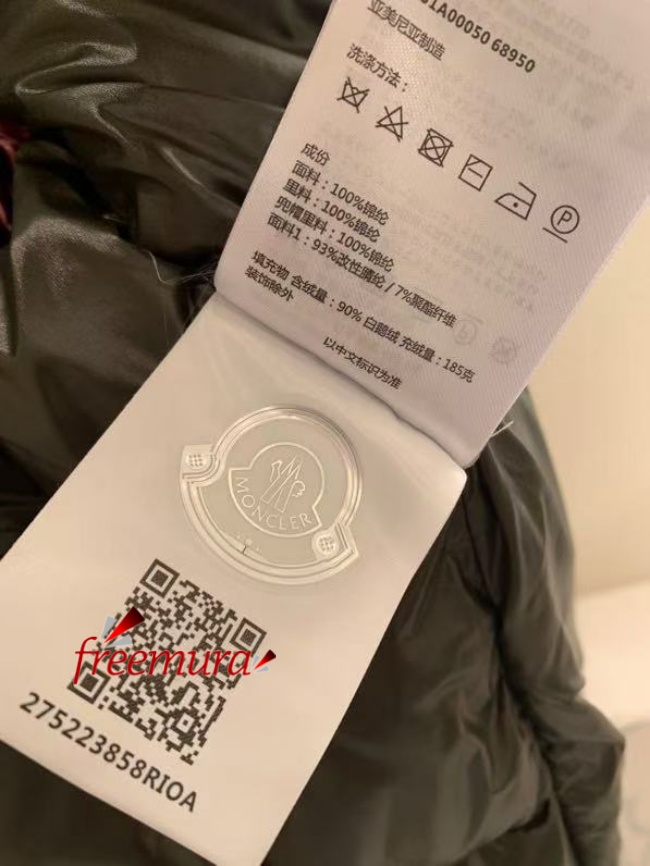 1A00050 68950
亚美尼亚制造
洗涤方法：
P
成份
面料：100%锦纶
里料：100%锦纶
兜帽里料：100%锦纶
面料1：93%改性腈纶 / 7%聚酯纤维
填充物 含绒量：90% 白鹅绒 充绒量：185克
装饰除外
以中文标识为准
MONCLER
freemura
275223858RIOA